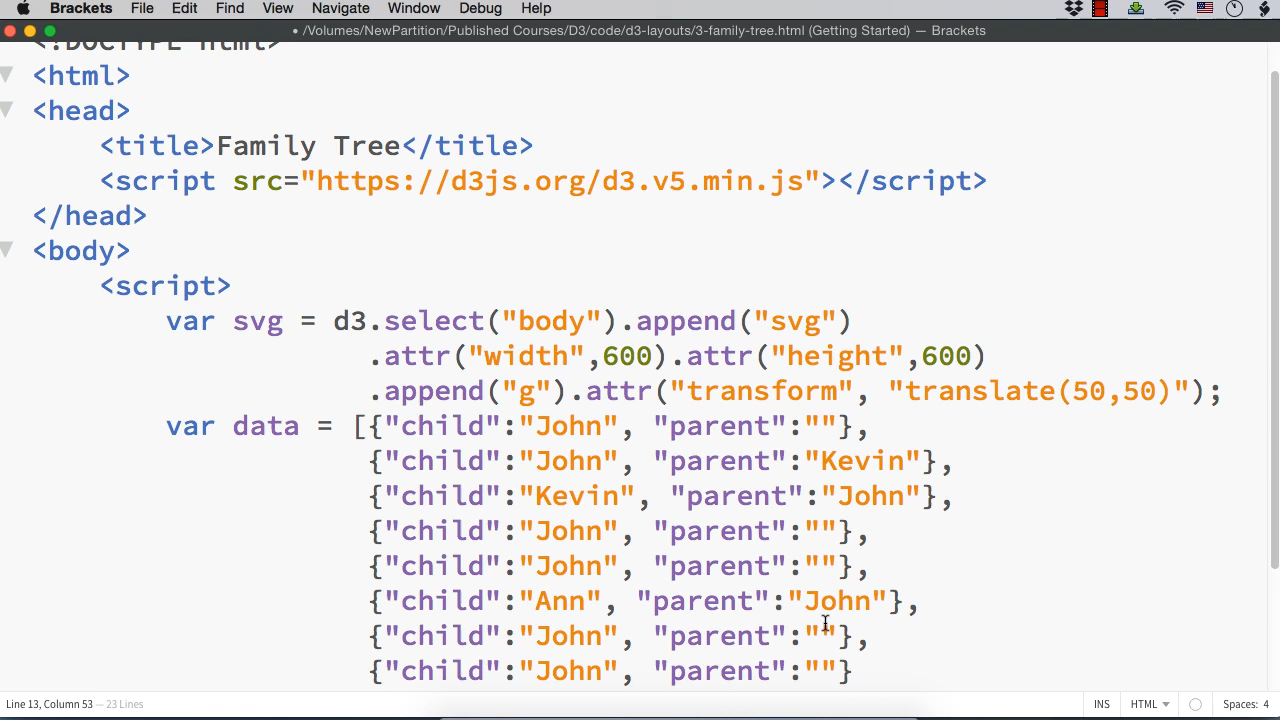 Brackets File Edit Find View Navigate Window Debug Help
• /Volumes/NewPartition/Published Courses/D3/code/d3-layouts/3-family-tree.html (Getting Started) — Brackets
<!DOCTYPE html>
<html>
<head>
<title>Family Tree</title>
<script src="https://d3js.org/d3.v5.min.js"></script>
</head>
<body>
<script>
var svg = d3.select("body").append("svg")
.attr("width",600).attr("height",600)
.append("g").attr("transform", "translate(50,50)");
var data = [{"child":"John", "parent":""},
{"child":"John", "parent":"Kevin"},
{"child":"Kevin", "parent":"John"},
{"child":"John", "parent":""},
{"child":"John", "parent":""},
{"child":"Ann", "parent":"John"},
{"child":"John", "parent":""},
{"child":"John", "parent":""}
Line 13, Column 53 — 23 Lines INS HTML Spaces: 4